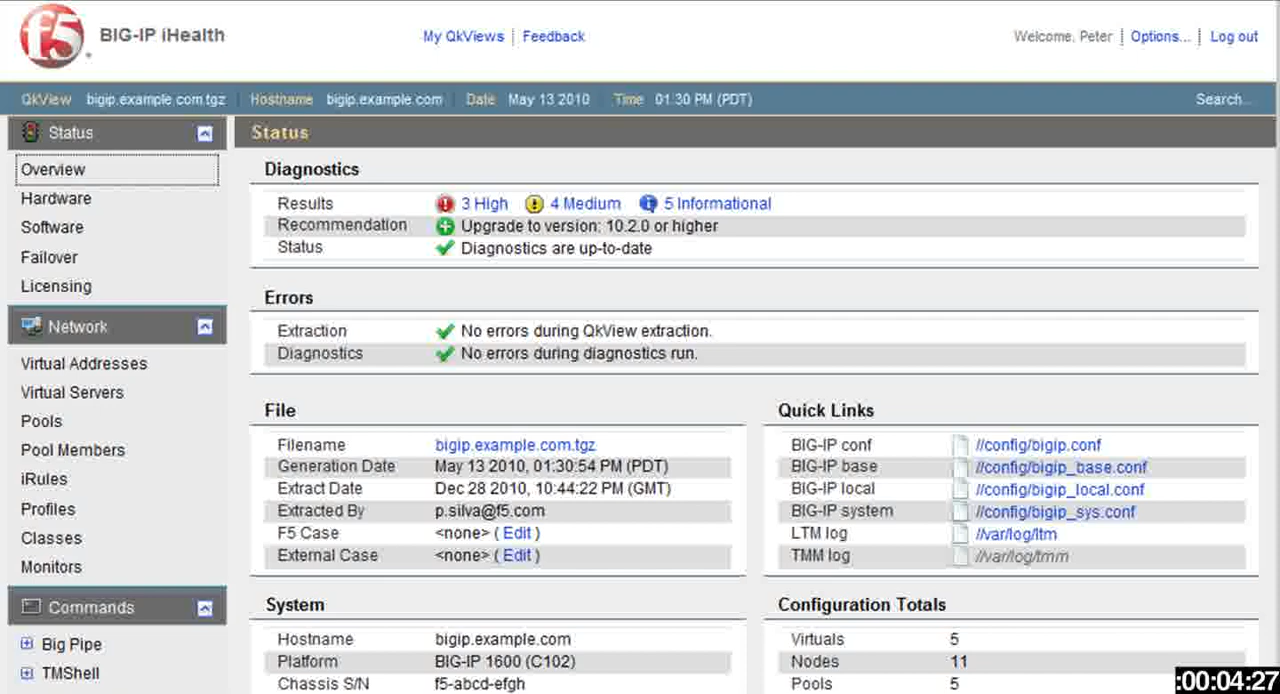 f5 BIG-IP iHealth My QkViews | Feedback Welcome, Peter | Options... | Log out
QkView bigip.example.com.tgz Hostname bigip.example.com Date May 13 2010 Time 01:30 PM (PDT) Search...
Status
Overview
Hardware
Software
Failover
Licensing
Network
Virtual Addresses
Virtual Servers
Pools
Pool Members
iRules
Profiles
Classes
Monitors
Commands
Big Pipe
TMShell
Status
Diagnostics
Results 3 High 4 Medium 5 Informational
Recommendation Upgrade to version: 10.2.0 or higher
Status Diagnostics are up-to-date
Errors
Extraction No errors during QkView extraction.
Diagnostics No errors during diagnostics run.
File
Filename bigip.example.com.tgz
Generation Date May 13 2010, 01:30:54 PM (PDT)
Extract Date Dec 28 2010, 10:44:22 PM (GMT)
Extracted By p.silva@f5.com
F5 Case <none> ( Edit )
External Case <none> ( Edit )
Quick Links
BIG-IP conf //config/bigip.conf
BIG-IP base //config/bigip_base.conf
BIG-IP local //config/bigip_local.conf
BIG-IP system //config/bigip_sys.conf
LTM log //var/log/ltm
TMM log //var/log/tmm
System
Hostname bigip.example.com
Platform BIG-IP 1600 (C102)
Chassis S/N f5-abcd-efgh
Configuration Totals
Virtuals 5
Nodes 11
Pools 5
:00:04:27